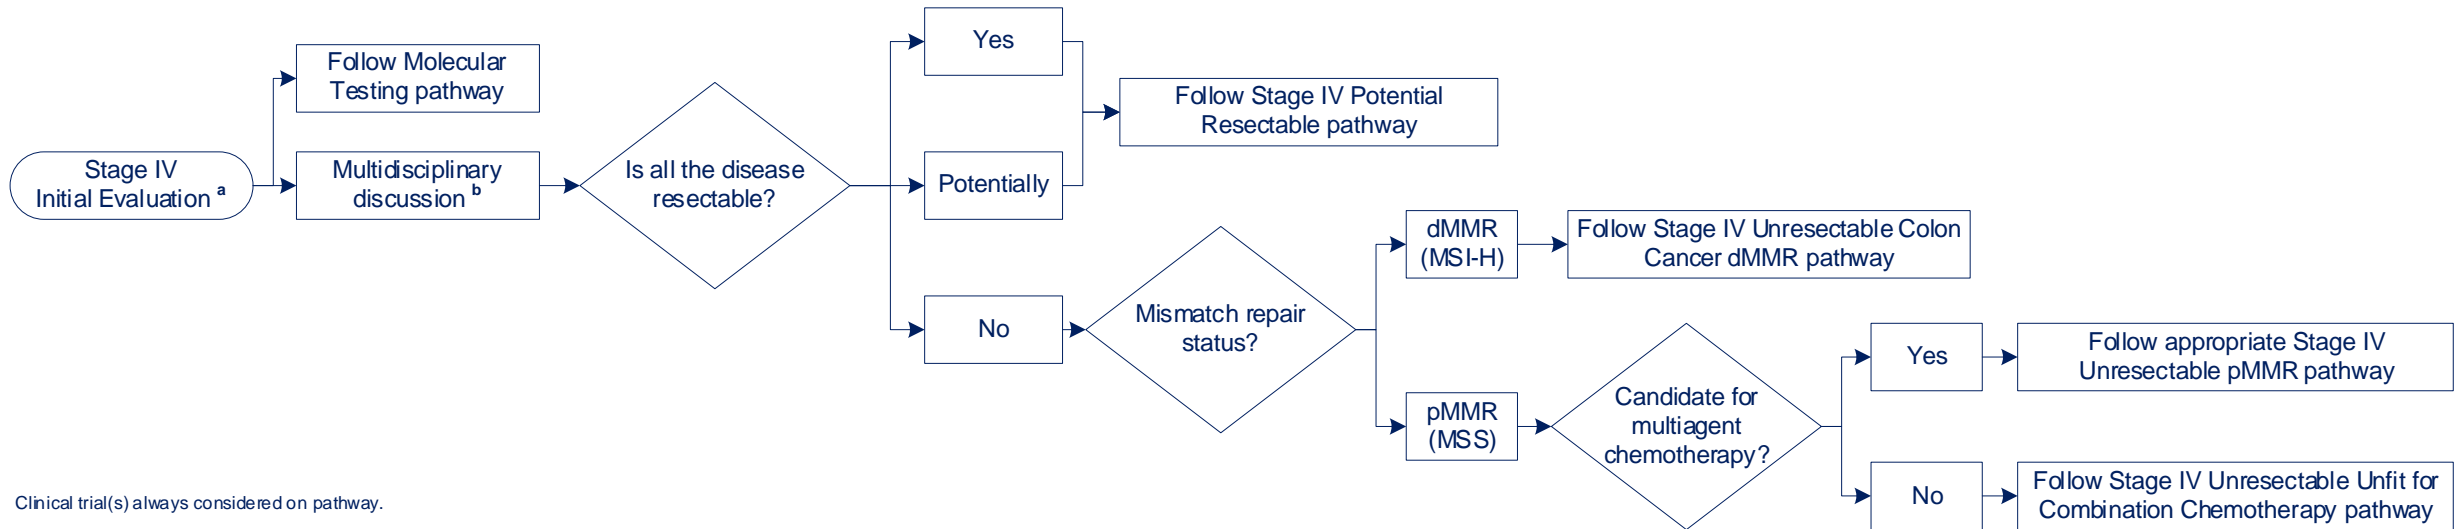 Follow Molecular
Testing pathway
Stage IV
Initial Evaluation a
Multidisciplinary
discussion b
Is all the disease
resectable?
Yes
Potentially
No
Follow Stage IV Potential
Resectable pathway
Mismatch repair
status?
dMMR
(MSI-H)
Follow Stage IV Unresectable Colon
Cancer dMMR pathway
pMMR
(MSS)
Candidate for
multiagent
chemotherapy?
Yes
Follow appropriate Stage IV
Unresectable pMMR pathway
No
Follow Stage IV Unresectable Unfit for
Combination Chemotherapy pathway
Clinical trial(s) always considered on pathway.